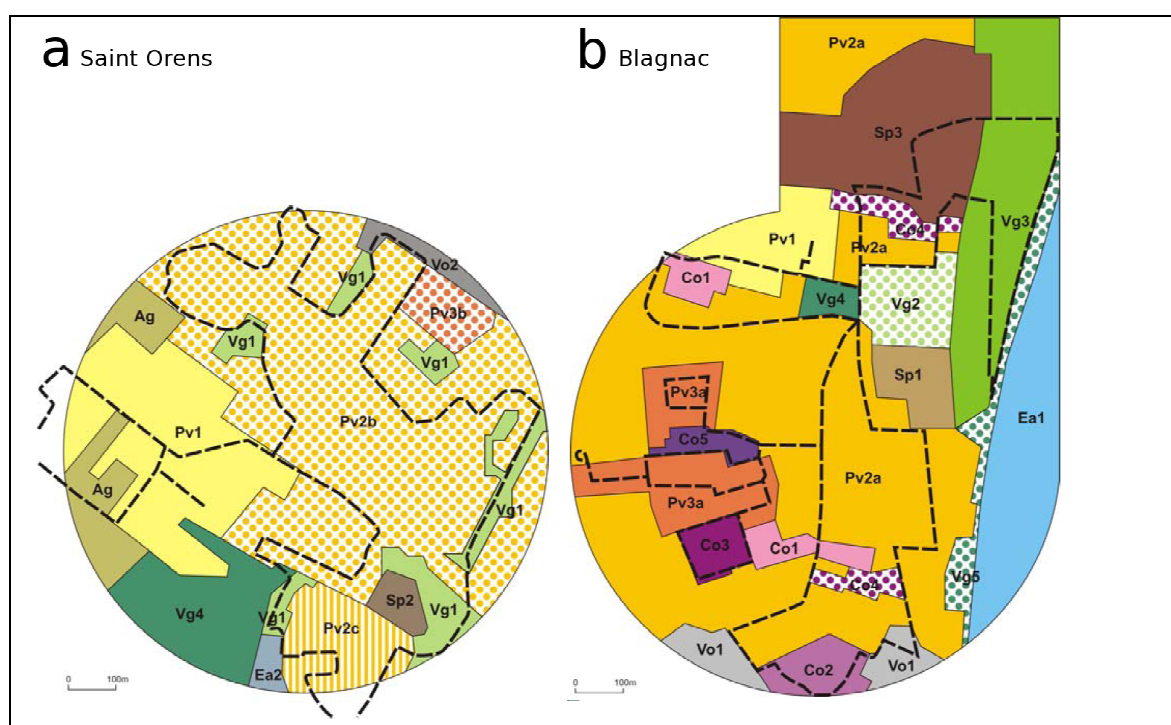 a Saint Orens
Vo2
Vg1
Pv3b
Ag
Vg1
Vg1
Pv2b
Pv1
Ag
Vg1
Vg4
Vg1
Sp2
Vg1
Pv2c
Ea2
0 100m
b Blagnac
Pv2a
Sp3
Co4
Vg3
Pv1
Pv2a
Co1
Vg4
Vg2
Sp1
Pv3a
Ea1
Co5
Pv2a
Pv3a
Co3
Co1
Co4
Vg5
Vo1
Co2
Vo1
0 100m